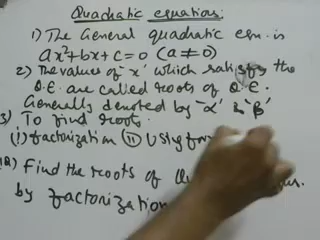 Quadratic equations:
1) The General quadratic eqn. is
ax²+bx+c=0 (a≠0)
2) The values of 'x' which satisfy the
Q.E. are called roots of Q.E.
Generally denoted by 'α' & 'β'
3) To find roots.
(i) factorization (ii) Using
Q) Find the roots of
by factorization